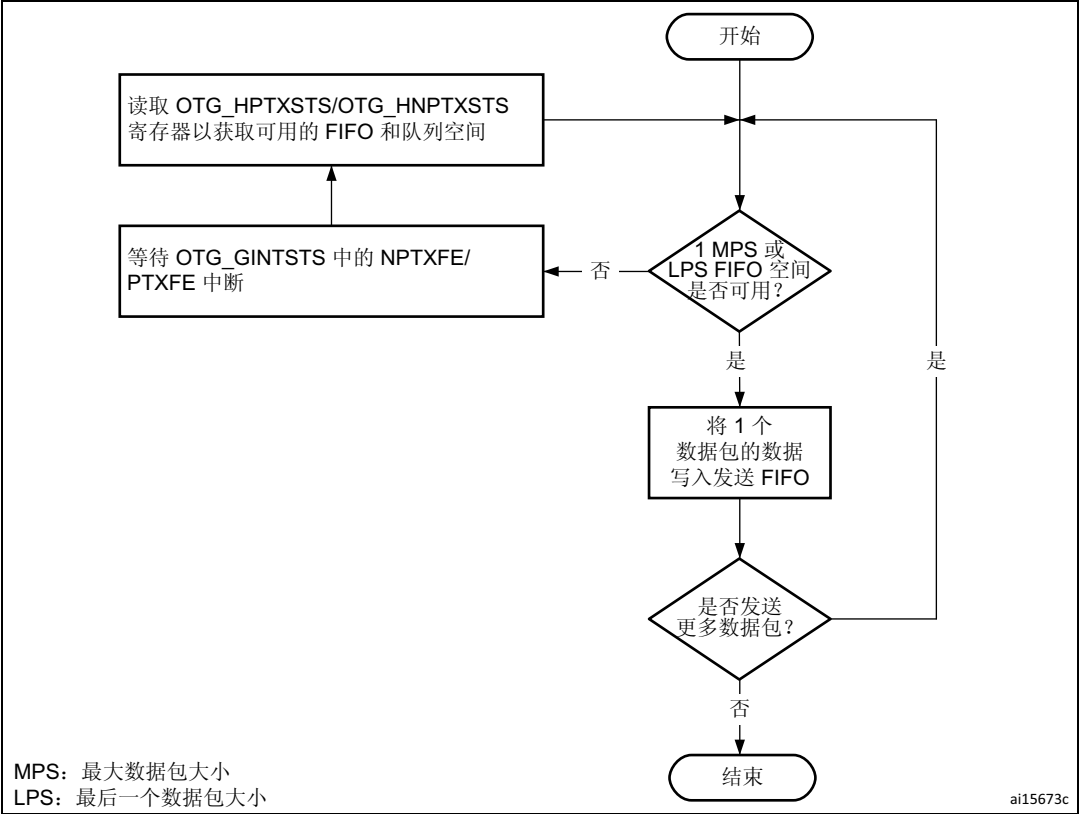 开始
读取 OTG_HPTXSTS/OTG_HNPTXSTS
寄存器以获取可用的 FIFO 和队列空间
等待 OTG_GINTSTS 中的 NPTXFE/
PTXFE 中断
否
1 MPS 或
LPS FIFO 空间
是否可用？
是
是
将 1 个
数据包的数据
写入发送 FIFO
是否发送
更多数据包？
否
结束
MPS：最大数据包大小
LPS：最后一个数据包大小
ai15673c